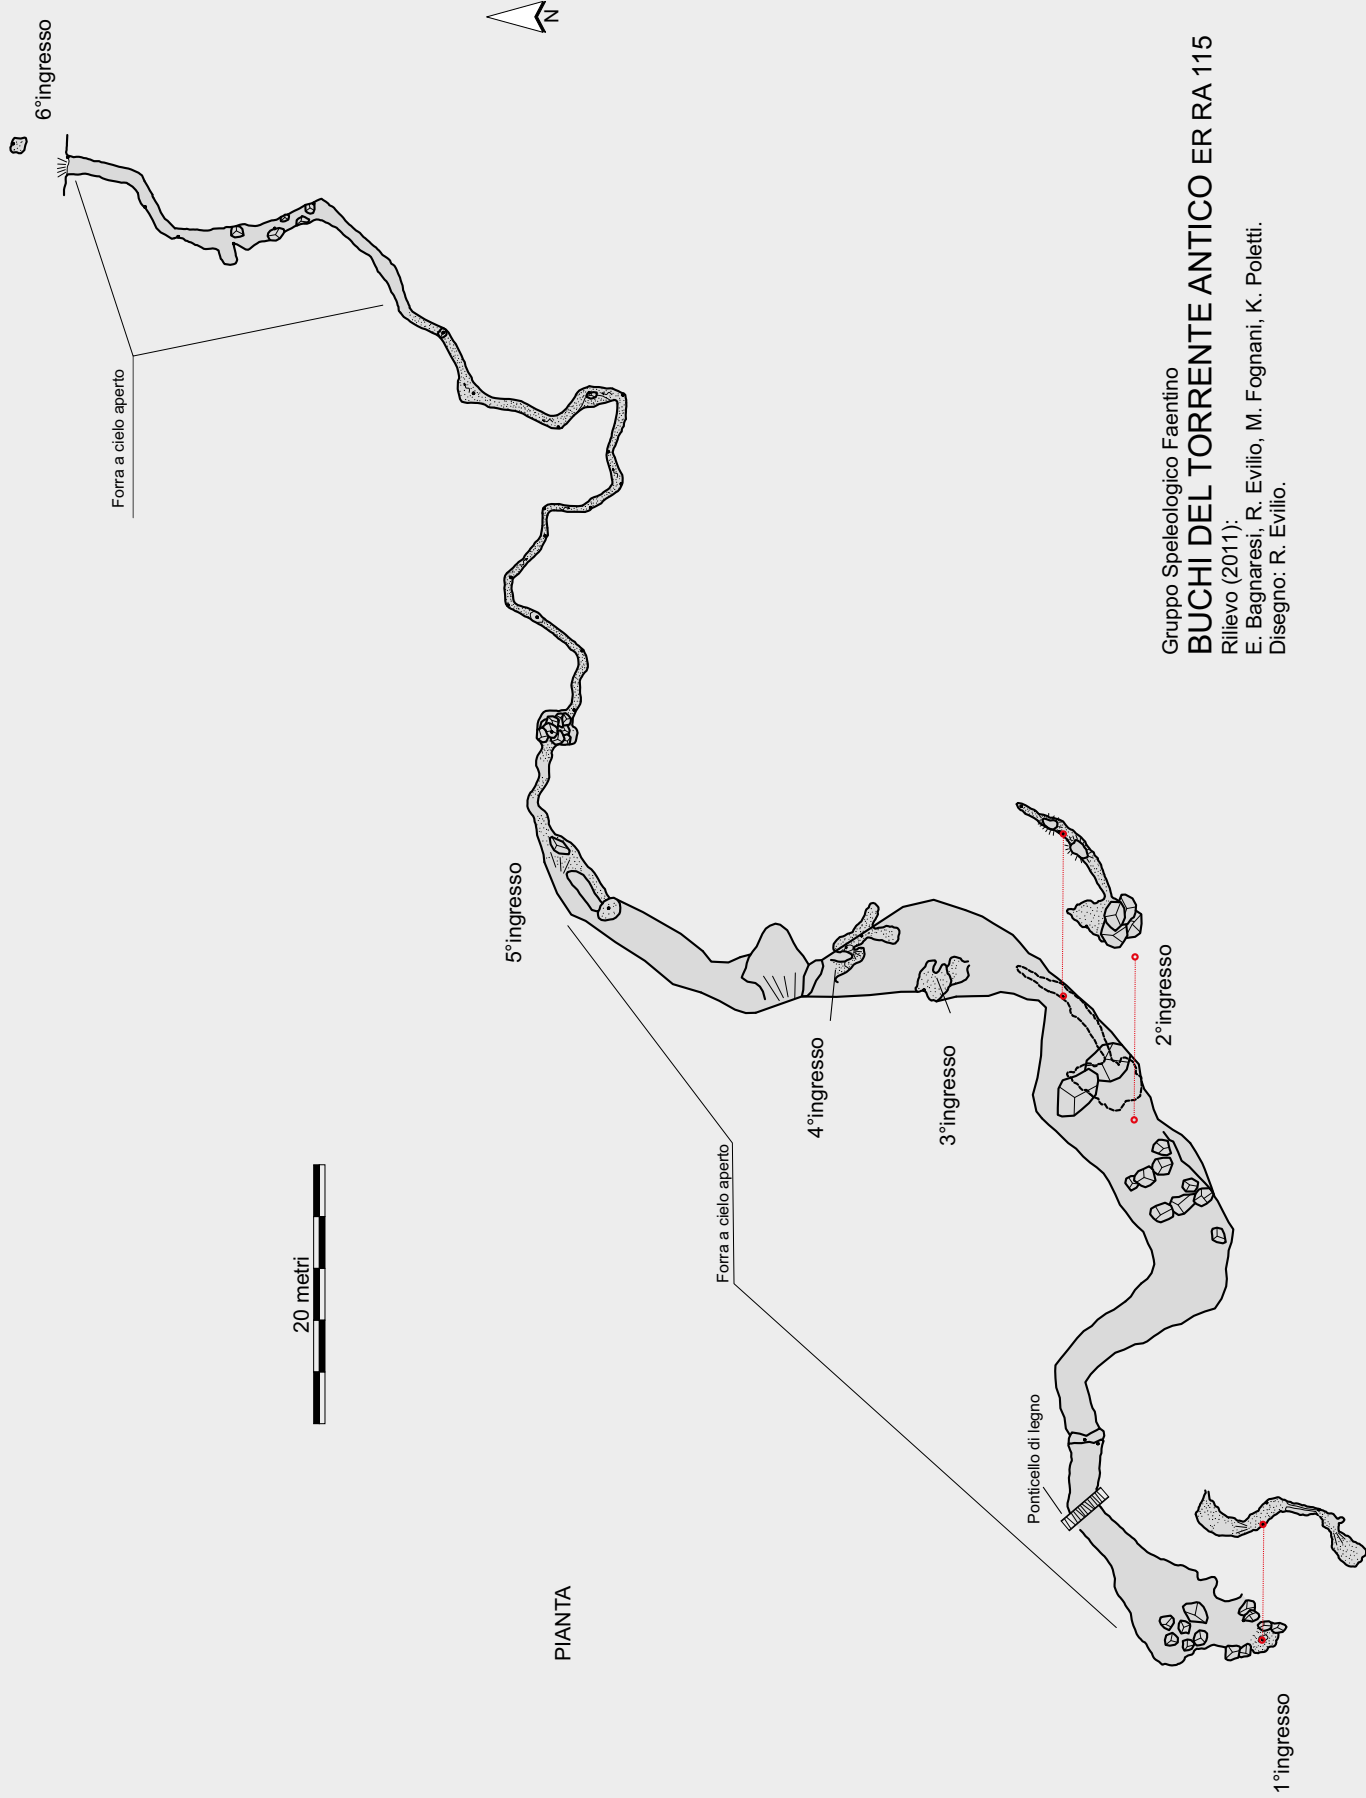 6°ingresso
N
Forra a cielo aperto
5°ingresso
20 metri
4°ingresso
3°ingresso
2°ingresso
Forra a cielo aperto
Ponticello di legno
PIANTA
1°ingresso
Gruppo Speleologico Faentino
BUCHI DEL TORRENTE ANTICO ER RA 115
Rilievo (2011):
E. Bagnaresi, R. Evilio, M. Fognani, K. Poletti.
Disegno: R. Evilio.